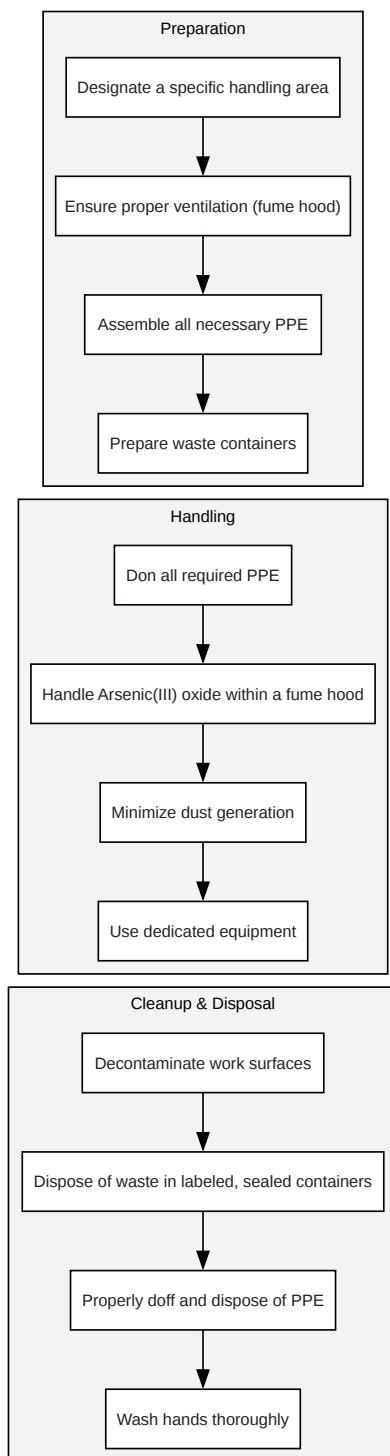 Preparation
Designate a specific handling area
Ensure proper ventilation (fume hood)
Assemble all necessary PPE
Prepare waste containers
Handling
Don all required PPE
Handle Arsenic(III) oxide within a fume hood
Minimize dust generation
Use dedicated equipment
Cleanup & Disposal
Decontaminate work surfaces
Dispose of waste in labeled, sealed containers
Properly doff and dispose of PPE
Wash hands thoroughly